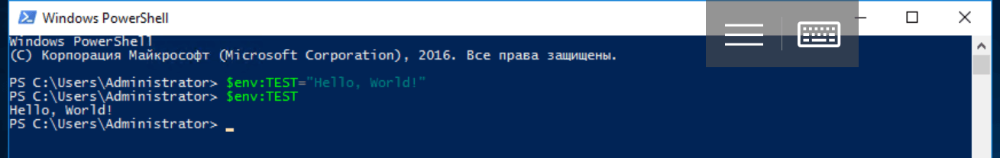 Windows PowerShell
Windows PowerShell
(C) Корпорация Майкрософт (Microsoft Corporation), 2016. Все права защищены.
PS C:\Users\Administrator> $env:TEST="Hello, World!"
PS C:\Users\Administrator> $env:TEST
Hello, World!
PS C:\Users\Administrator> _